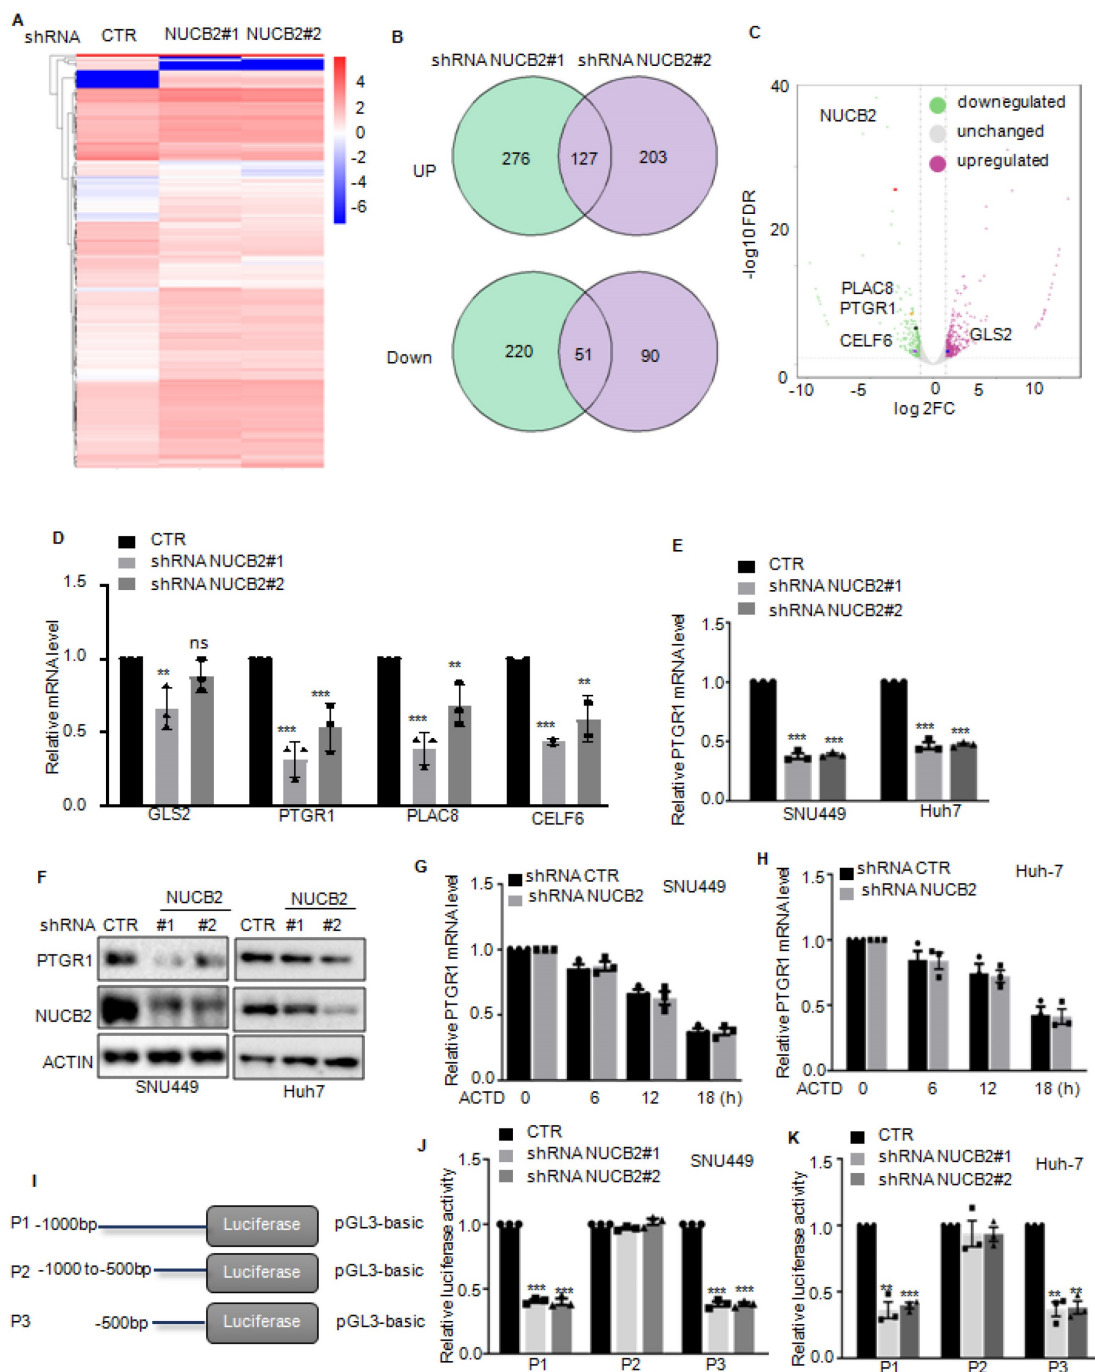 A
shRNA CTR NUCB2#1 NUCB2#2
4
2
0
-2
-4
-6
B
shRNA NUCB2#1 shRNA NUCB2#2
UP
276 127 203
Down
220 51 90
C
40
20
0
-log10FDR
NUCB2
downegulated
unchanged
upregulated
PLAC8
PTGR1
CELF6
GLS2
-10 -5 0 5 10
log 2FC
D
CTR
shRNA NUCB2#1
shRNA NUCB2#2
Relative mRNA level
1.5
1.0
0.5
0.0
** ns
*** ***
*** **
*** **
GLS2 PTGR1 PLAC8 CELF6
E
CTR
shRNA NUCB2#1
shRNA NUCB2#2
Relative PTGR1 mRNA level
1.5
1.0
0.5
0.0
*** *** *** ***
SNU449 Huh7
F
NUCB2 NUCB2
shRNA CTR #1 #2 CTR #1 #2
PTGR1
NUCB2
ACTIN
SNU449 Huh7
G
shRNA CTR
shRNA NUCB2
SNU449
Relative PTGR1 mRNA level
1.5
1.0
0.5
0.0
ACTD 0 6 12 18 (h)
H
shRNA CTR
shRNA NUCB2
Huh-7
Relative PTGR1 mRNA level
1.5
1.0
0.5
0.0
ACTD 0 6 12 18 (h)
I
P1 -1000bp Luciferase pGL3-basic
P2 -1000 to-500bp Luciferase pGL3-basic
P3 -500bp Luciferase pGL3-basic
J
CTR
shRNA NUCB2#1
shRNA NUCB2#2
SNU449
Relative luciferase activity
1.5
1.0
0.5
0.0
*** *** *** ***
P1 P2 P3
K
CTR
shRNA NUCB2#1
shRNA NUCB2#2
Huh-7
Relative luciferase activity
1.5
1.0
0.5
0.0
** *** ** **
P1 P2 P3